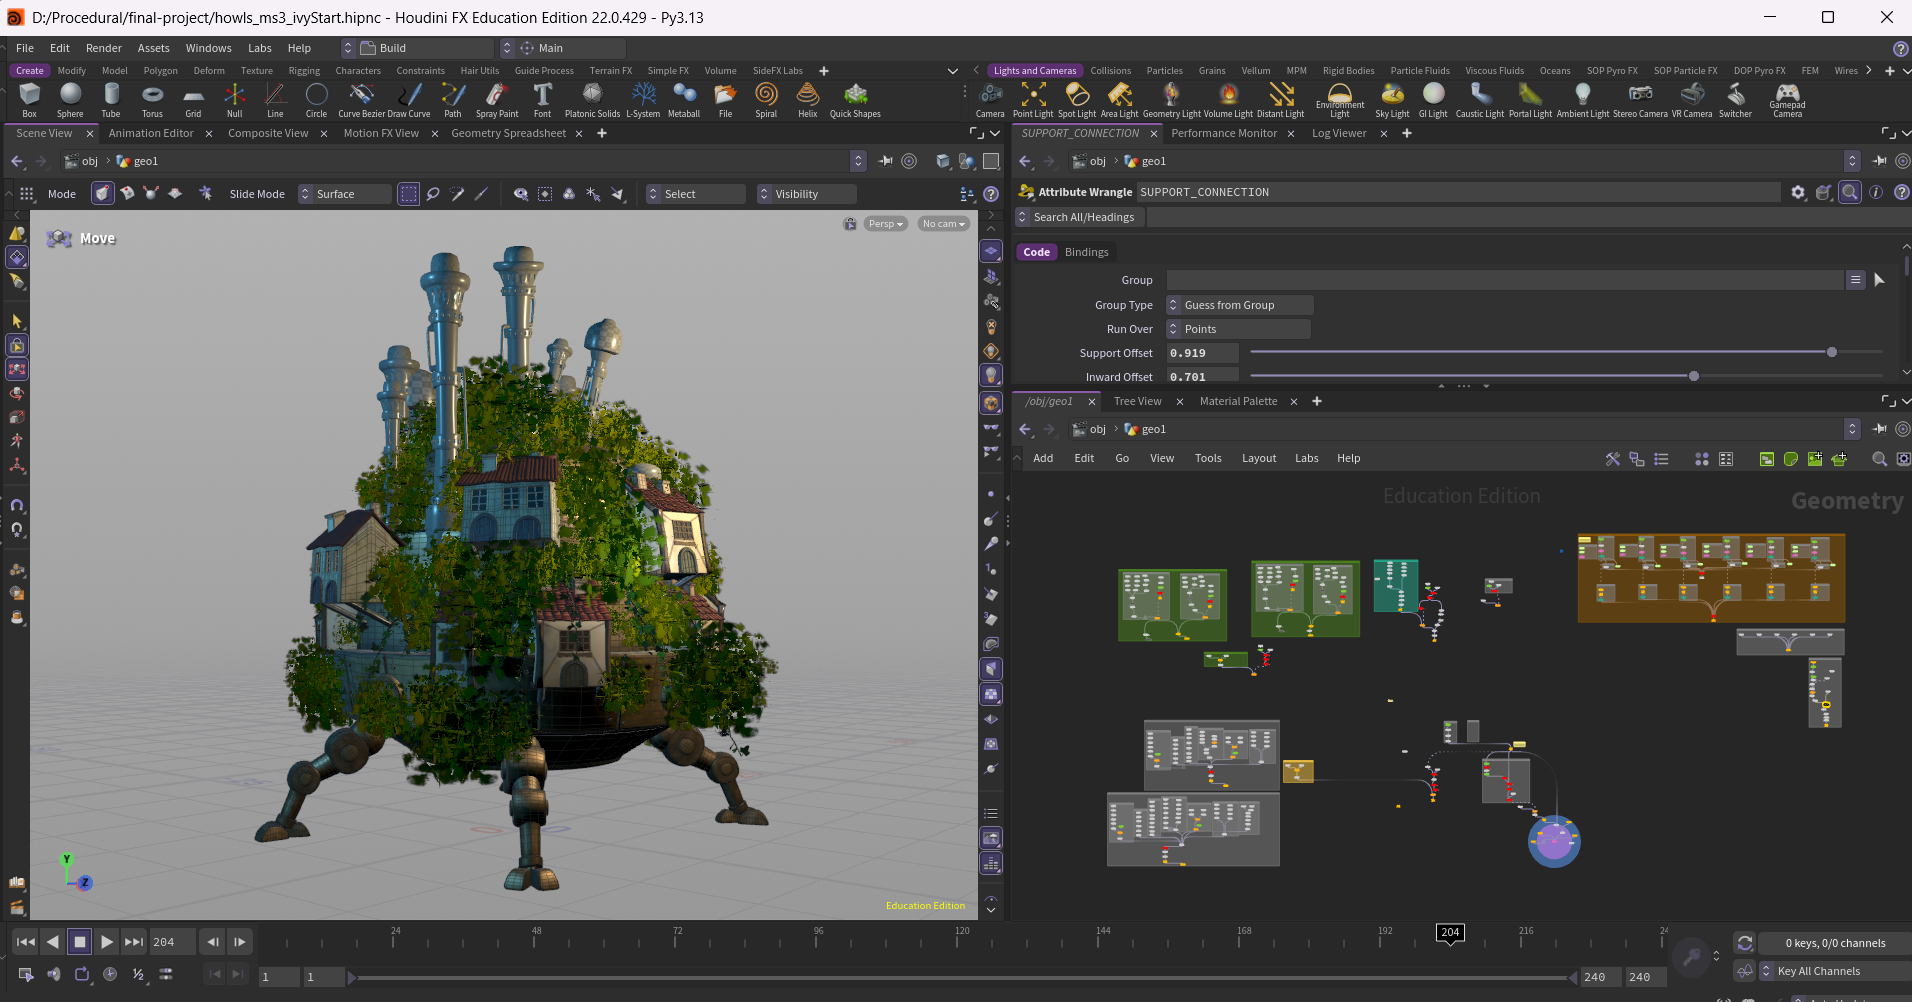 D:/Procedural/final-project/howls_ms3_ivyStart.hipnc - Houdini FX Education Edition 22.0.429 - Py3.13
File Edit Render Assets Windows Labs Help Build Main
Create Modify Model Polygon Deform Texture Rigging Characters Constraints Hair Utils Guide Process Terrain FX Simple FX Volume SideFX Labs
Lights and Cameras Collisions Particles Grains Vellum MPM Rigid Bodies Particle Fluids Viscous Fluids Oceans SOP Pyro FX SOP Particle FX DOP Pyro FX FEM Wires
Box Sphere Tube Torus Grid Null Line Circle Curve Bezier Draw Curve Path Spray Paint Font Platonic Solids L-System Metaball File Spiral Helix Quick Shapes
Camera Point Light Spot Light Area Light Geometry Light Volume Light Distant Light Environment Light Sky Light GI Light Caustic Light Portal Light Ambient Light Stereo Camera VR Camera Switcher Gamepad Camera
Scene View Animation Editor Composite View Motion FX View Geometry Spreadsheet
SUPPORT_CONNECTION Performance Monitor Log Viewer
obj geo1
obj geo1
Mode Slide Mode Surface Select Visibility
Attribute Wrangle SUPPORT_CONNECTION
Search All/Headings
Move
Persp No cam
Code Bindings
Group
Group Type Guess from Group
Run Over Points
Support Offset 0.919
Inward Offset 0.701
/obj/geo1 Tree View Material Palette
obj geo1
Add Edit Go View Tools Layout Labs Help
Education Edition
Geometry
Y
Z
Education Edition
204
24 48 72 96 120 144 168 192 204 216 24
0 keys, 0/0 channels
1/2
1 1 240 240
Key All Channels